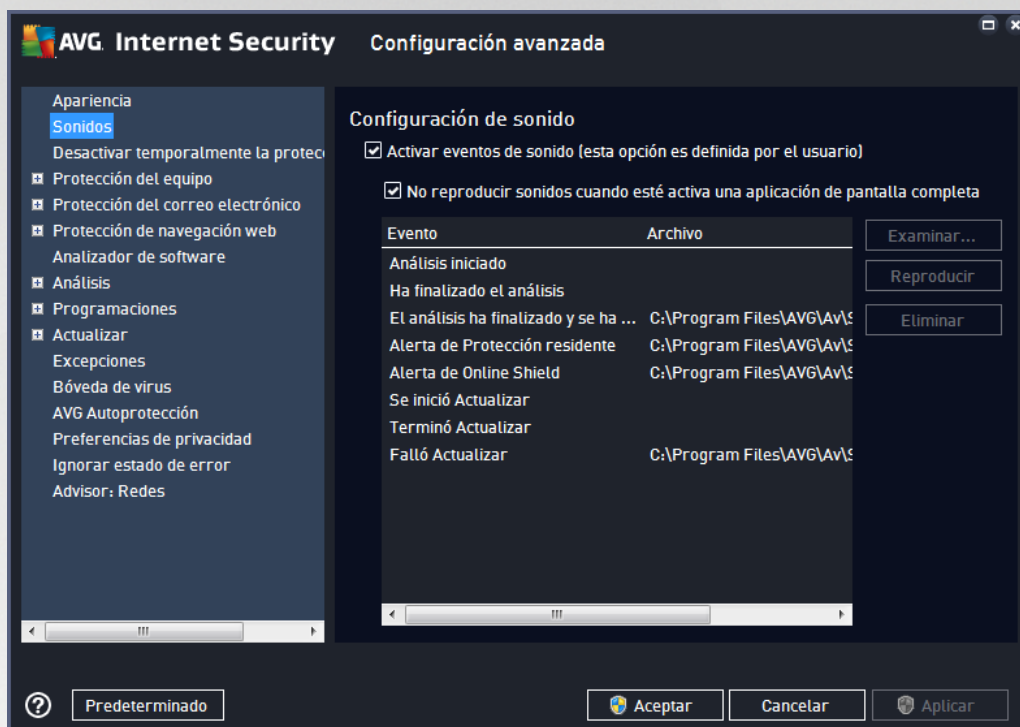 AVG. Internet Security Configuración avanzada
Apariencia
Sonidos
Desactivar temporalmente la protec
Protección del equipo
Protección del correo electrónico
Protección de navegación web
Analizador de software
Análisis
Programaciones
Actualizar
Excepciones
Bóveda de virus
AVG Autoprotección
Preferencias de privacidad
Ignorar estado de error
Advisor: Redes
Configuración de sonido
Activar eventos de sonido (esta opción es definida por el usuario)
No reproducir sonidos cuando esté activa una aplicación de pantalla completa
Evento Archivo
Análisis iniciado
Ha finalizado el análisis
El análisis ha finalizado y se ha ... C:\Program Files\AVG\Av\S
Alerta de Protección residente C:\Program Files\AVG\Av\S
Alerta de Online Shield C:\Program Files\AVG\Av\S
Se inició Actualizar
Terminó Actualizar
Falló Actualizar C:\Program Files\AVG\Av\S
Examinar...
Reproducir
Eliminar
Predeterminado
Aceptar
Cancelar
Aplicar